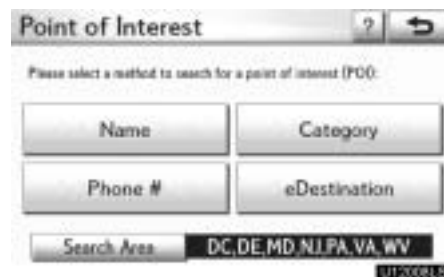 Point of Interest ?
Please select a method to search for a point of interest (POI):
Name Category
Phone # eDestination
Search Area DC,DE,MD,NJ,PA,VA,WV